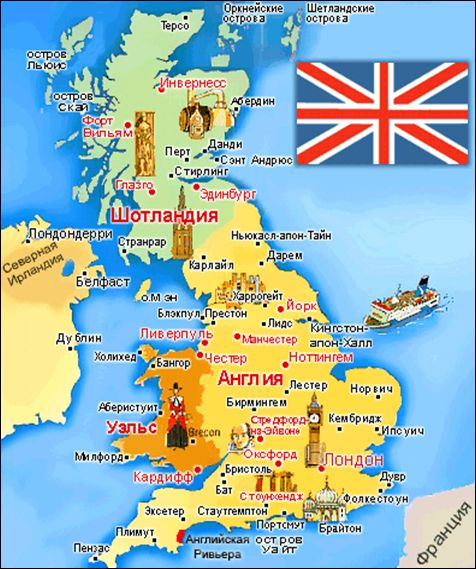 Оркнейские
острова
Шетландские
острова
Терсо
остров
Льюис
остров
Скай
Инвернесс
Абердин
Форт
Вильям
Данди
Перт
Сэнт Андрюс
Стирлинг
Глазго
Эдинбург
Шотландия
Лондондерри
Странрар
Ньюкасл-апон-Тайн
Северная
Ирландия
Карлайл
Дарем
Белфаст
о.Мэн
Харрогейт
Йорк
Блэкпул
Престон
Лидс
Кингстон-
апон-Халл
Дублин
Ливерпуль
Манчестер
Холихед
Честер
Ноттингем
Бангор
Англия
Лестер
Норвич
Аберистуит
Бирмингем
Кембридж
Уэльс
Стредфорд-
на-Эйвоне
Ипсуич
Brecon
Милфорд
Оксфорд
ЛОНДОН
Кардифф
Бристоль
Дувр
Бат
Стоунхендж
Фолкестоун
Эксетер
Стаутгемптон
Портсмут
Брайтон
Плимут
Английская
Ривьера
остров
Уайт
Пензас
Франция